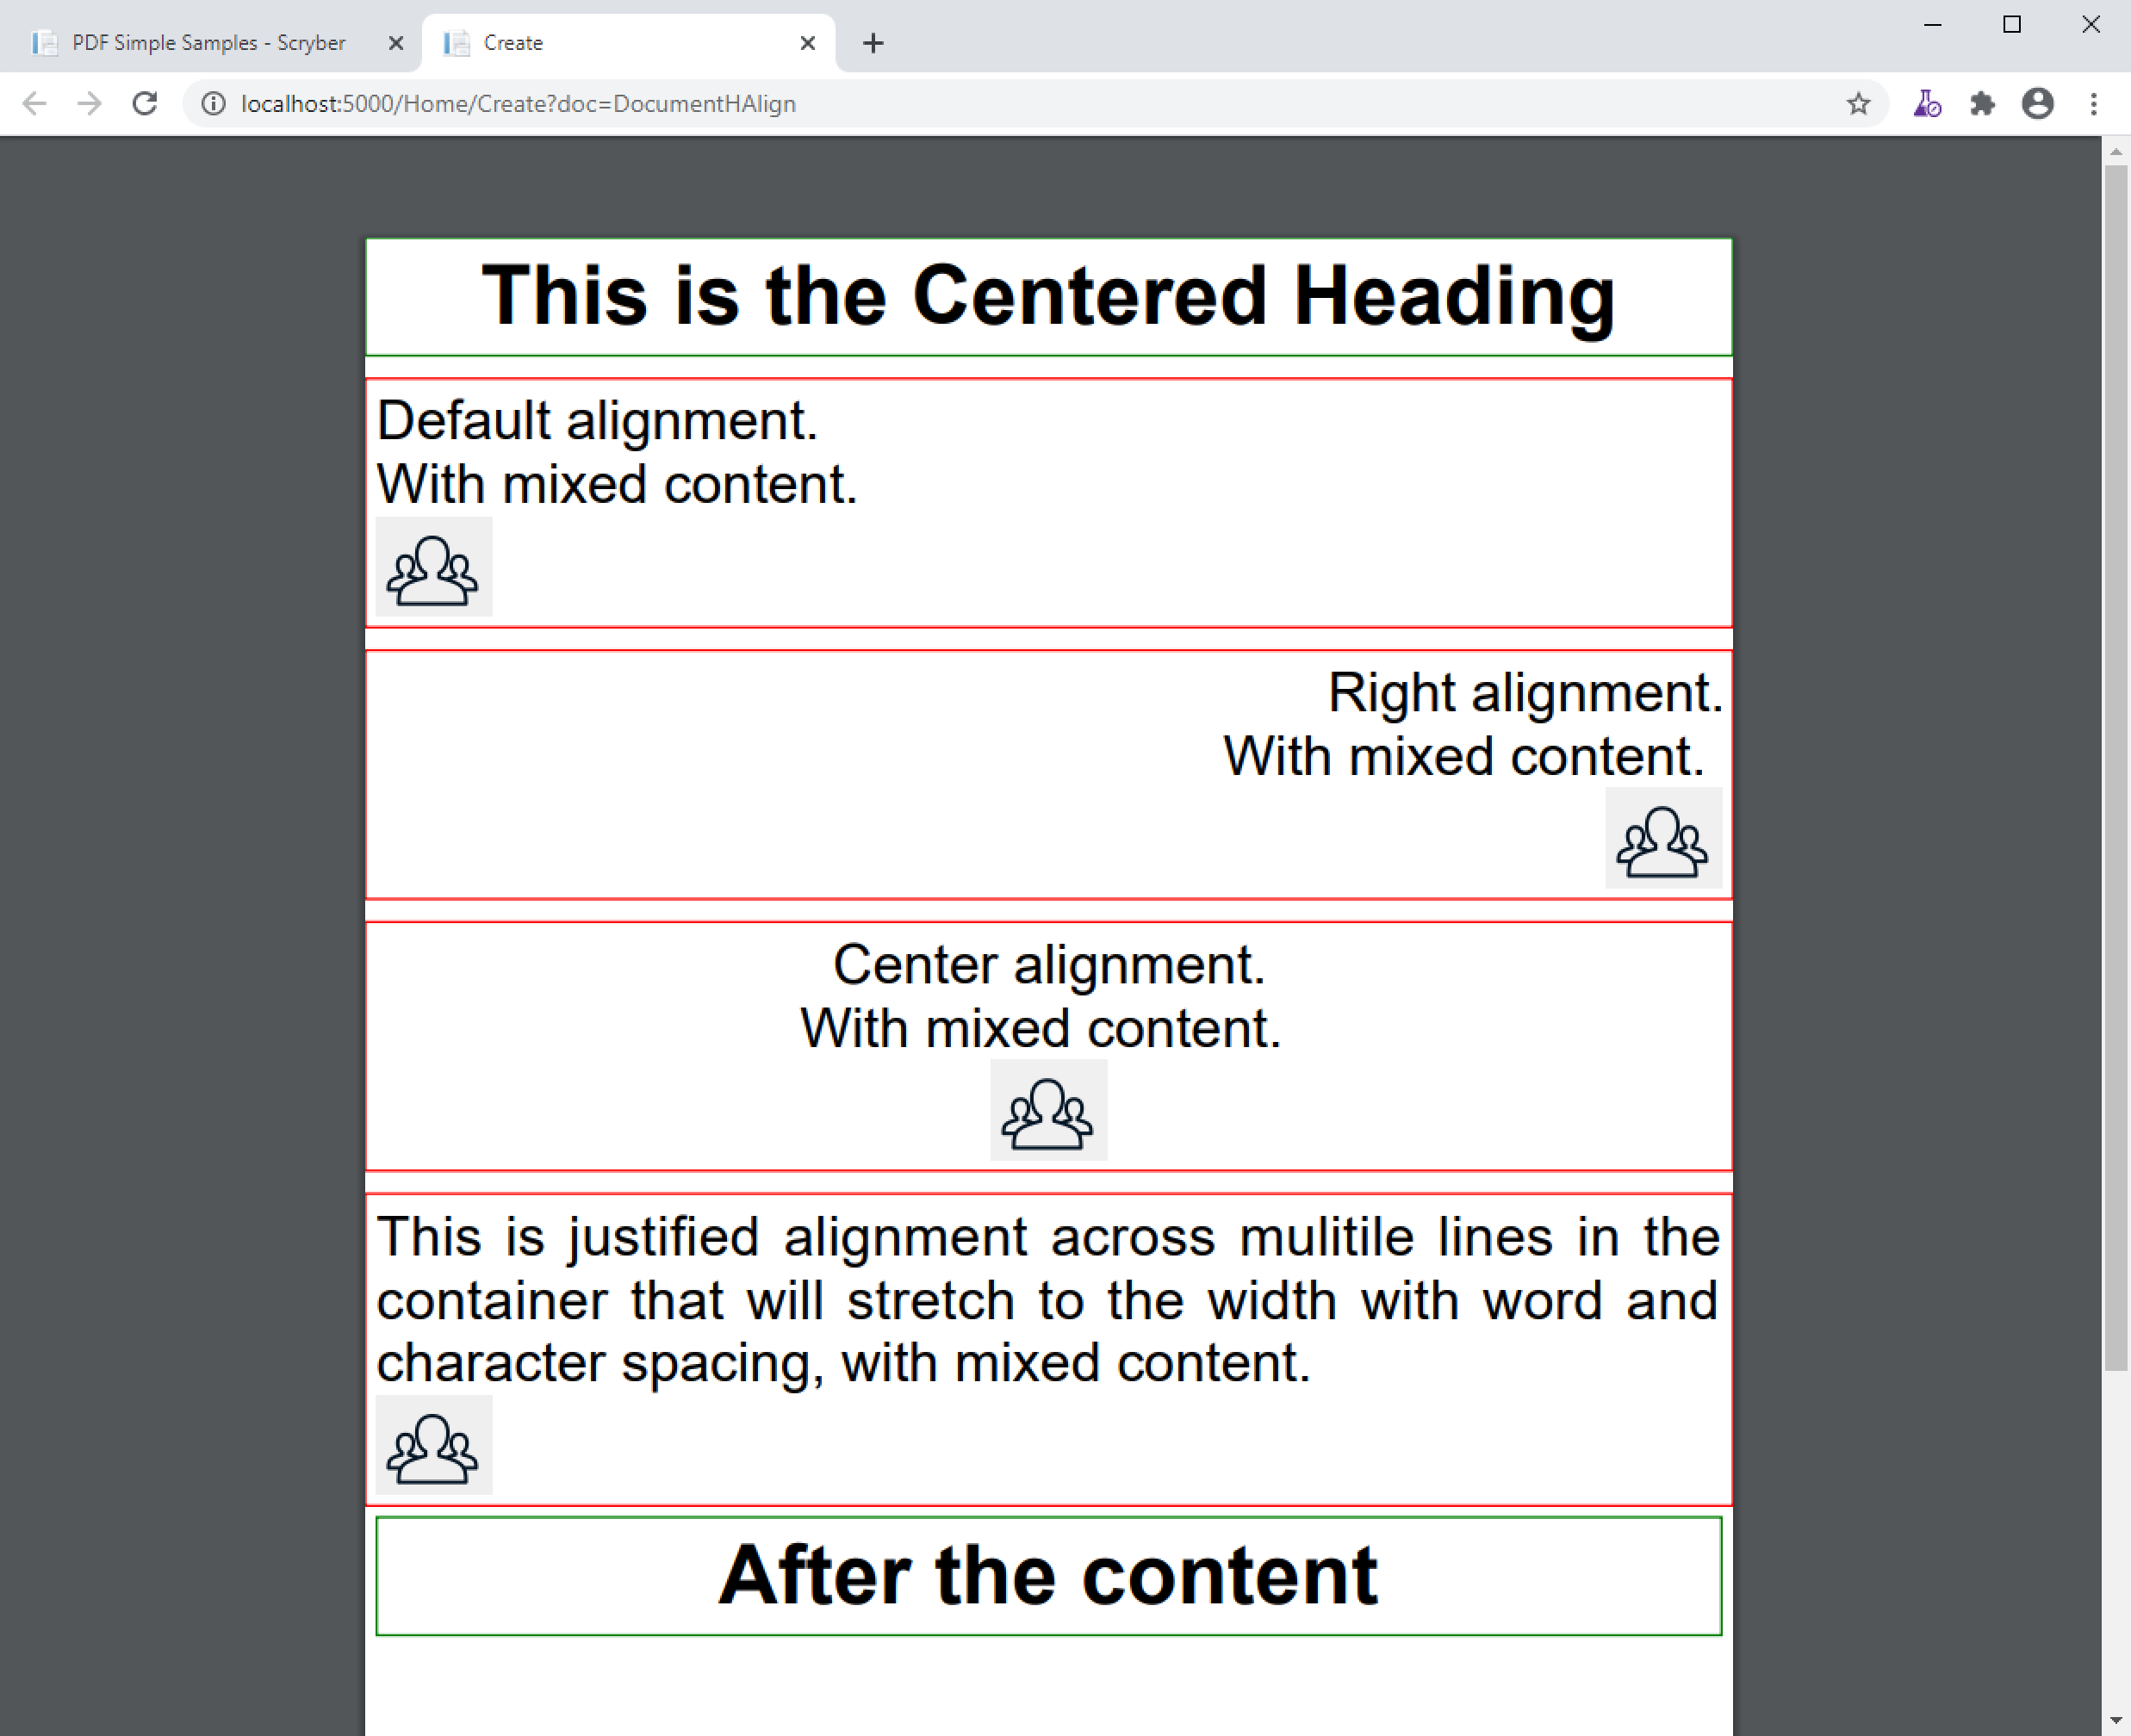 PDF Simple Samples - Scryber
Create
localhost:5000/Home/Create?doc=DocumentHAlign
This is the Centered Heading
Default alignment.
With mixed content.
Right alignment.
With mixed content.
Center alignment.
With mixed content.
This is justified alignment across mulitile lines in the
container that will stretch to the width with word and
character spacing, with mixed content.
After the content